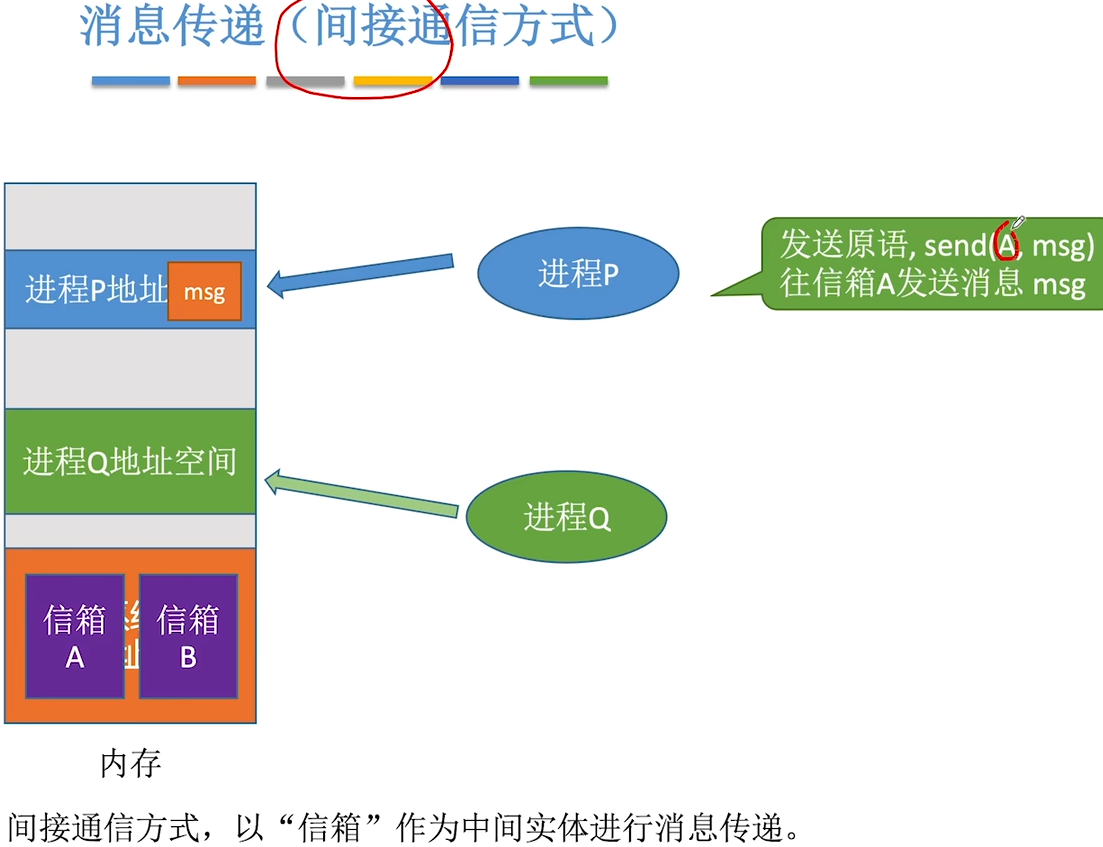 消息传递（间接通信方式）
进程P地址
msg
进程P
发送原语, send(A, msg)
往信箱A发送消息 msg
进程Q地址空间
进程Q
信箱
A
信箱
B
内存
间接通信方式，以“信箱”作为中间实体进行消息传递。